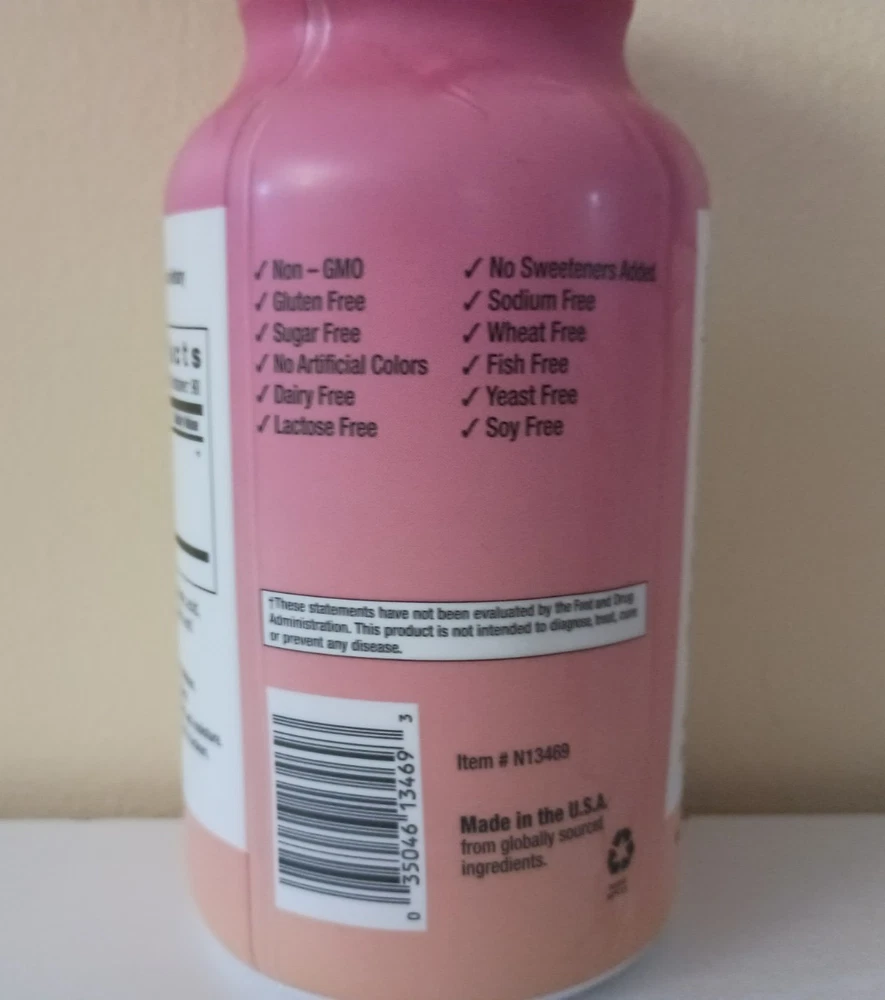 ✓ Non – GMO
✓ Gluten Free
✓ Sugar Free
✓ No Artificial Colors
✓ Dairy Free
✓ Lactose Free
✓ No Sweeteners Added
✓ Sodium Free
✓ Wheat Free
✓ Fish Free
✓ Yeast Free
✓ Soy Free
†These statements have not been evaluated by the Food and Drug
Administration. This product is not intended to diagnose, treat, cure
or prevent any disease.
0 35046 13469 3
Item # N13469
Made in the U.S.A.
from globally sourced
ingredients.